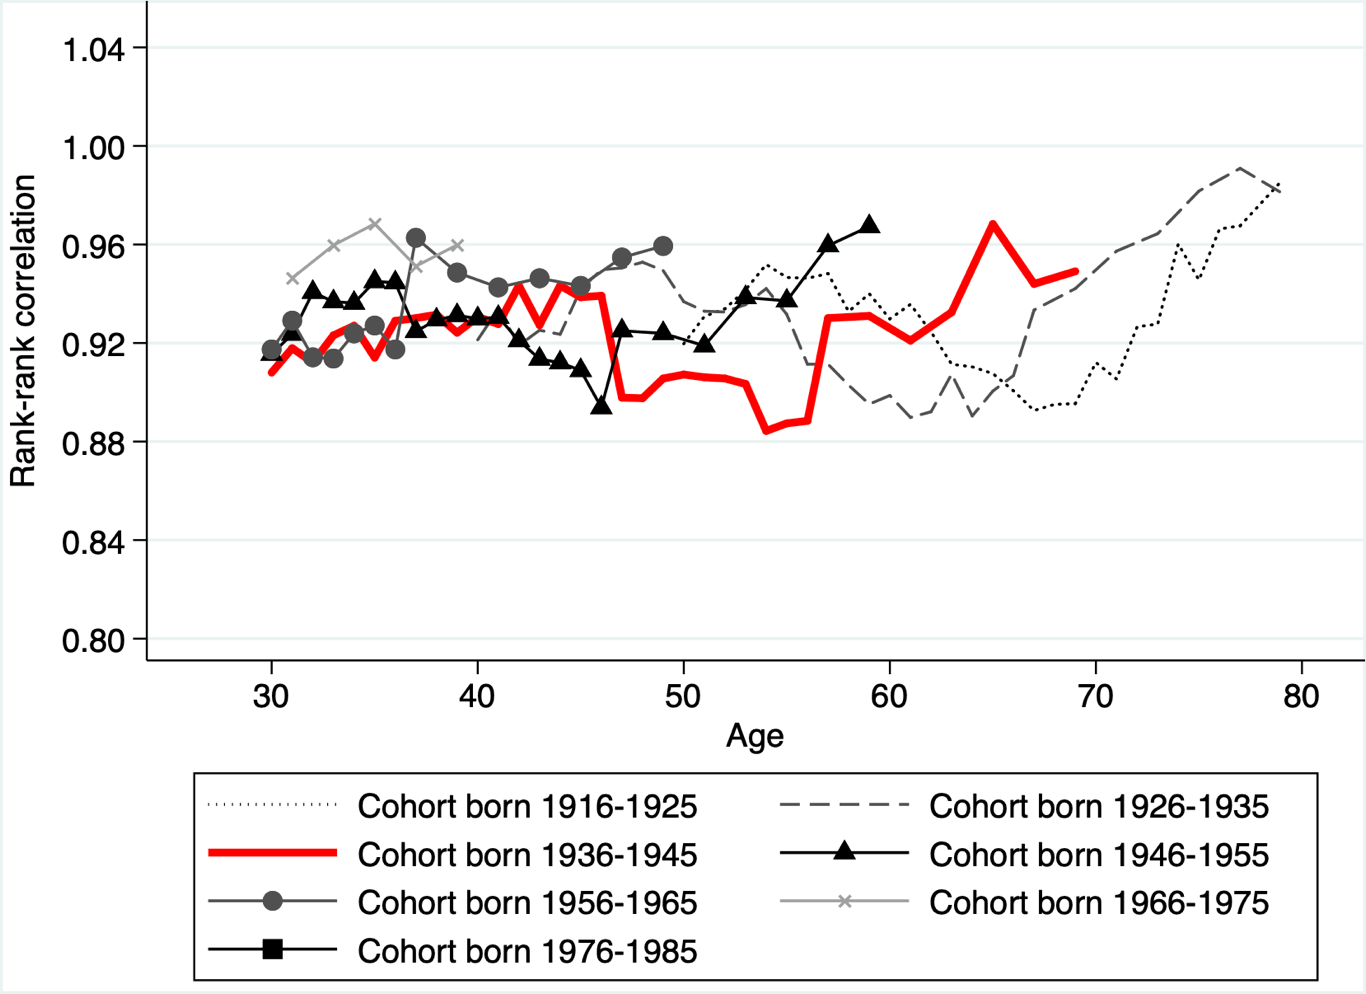 Rank-rank correlation
1.04
1.00
0.96
0.92
0.88
0.84
0.80
30 40 50 60 70 80
Age
Cohort born 1916-1925 Cohort born 1926-1935
Cohort born 1936-1945 Cohort born 1946-1955
Cohort born 1956-1965 Cohort born 1966-1975
Cohort born 1976-1985